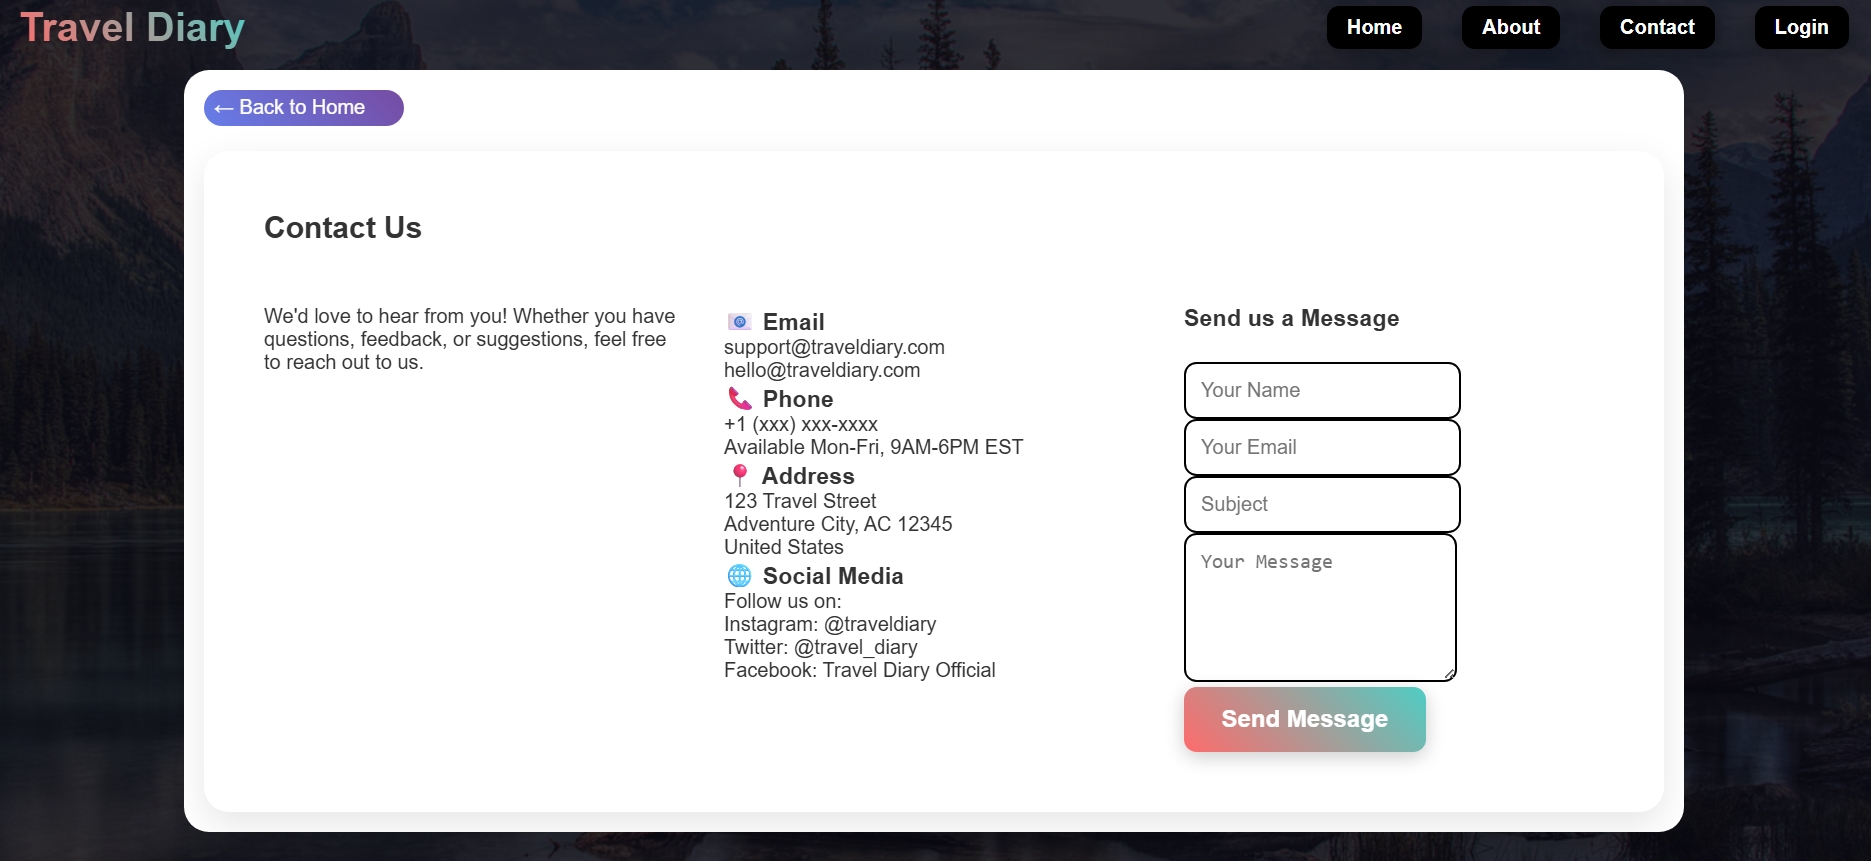 Travel Diary
Home
About
Contact
Login
← Back to Home
Contact Us
We'd love to hear from you! Whether you have
questions, feedback, or suggestions, feel free
to reach out to us.
Email
support@traveldiary.com
hello@traveldiary.com
Phone
+1 (xxx) xxx-xxxx
Available Mon-Fri, 9AM-6PM EST
Address
123 Travel Street
Adventure City, AC 12345
United States
Social Media
Follow us on:
Instagram: @traveldiary
Twitter: @travel_diary
Facebook: Travel Diary Official
Send us a Message
Your Name
Your Email
Subject
Your Message
Send Message